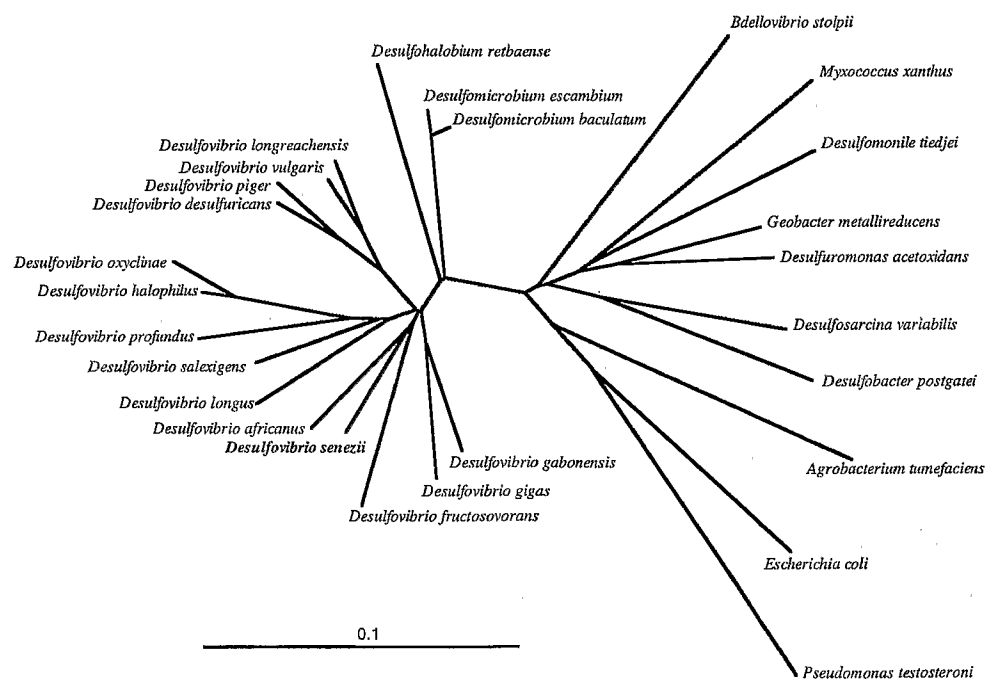 Bdellovibrio stolpii
Desulfohalobium retbaense
Myxococcus xanthus
Desulfomicrobium escambium
Desulfomicrobium baculatum
Desulfomonile tiedjei
Desulfovibrio longreachensis
Desulfovibrio vulgaris
Desulfovibrio piger
Desulfovibrio desulfuricans
Geobacter metallireducens
Desulfuromonas acetoxidans
Desulfovibrio oxyclinae
Desulfovibrio halophilus
Desulfosarcina variabilis
Desulfovibrio profundus
Desulfovibrio salexigens
Desulfobacter postgatei
Desulfovibrio longus
Desulfovibrio africanus
Desulfovibrio senezii
Desulfovibrio gabonensis
Agrobacterium tumefaciens
Desulfovibrio gigas
Desulfovibrio fructosovorans
Escherichia coli
0.1
Pseudomonas testosteroni